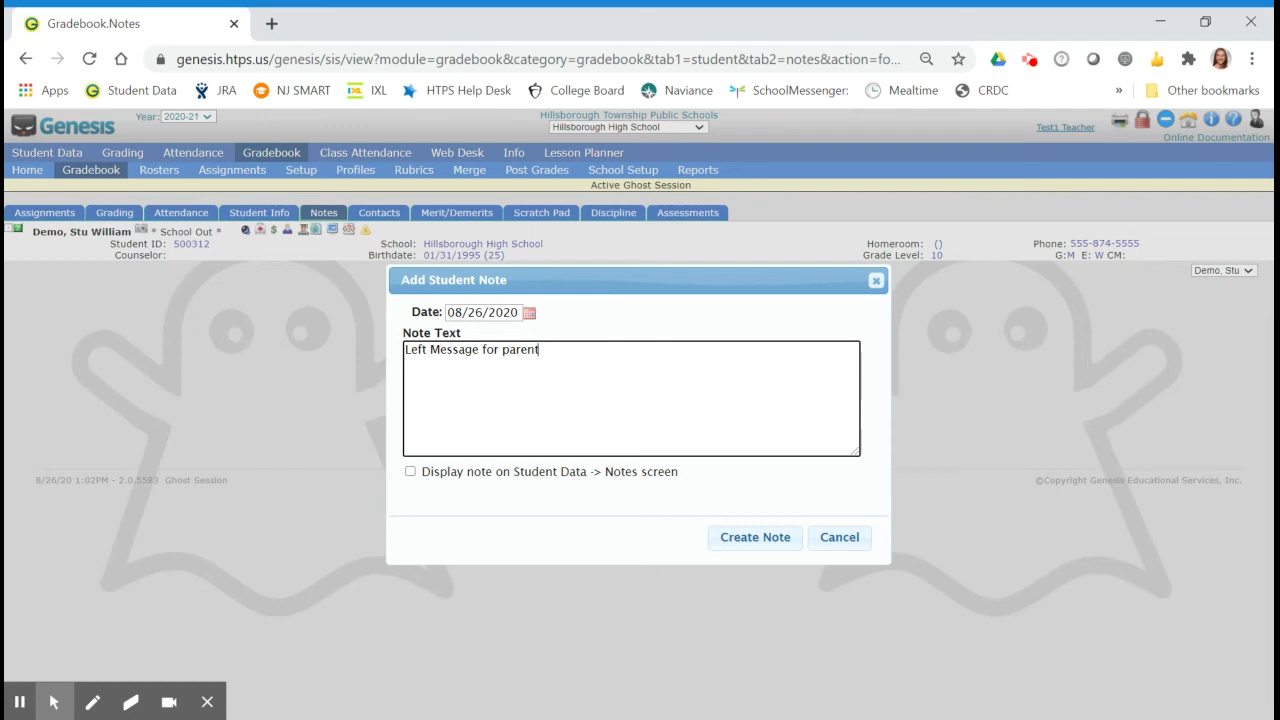 Gradebook.Notes
genesis.htps.us/genesis/sis/view?module=gradebook&category=gradebook&tab1=student&tab2=notes&action=fo...
Apps Student Data JRA NJ SMART IXL HTPS Help Desk College Board Naviance SchoolMessenger: Mealtime CRDC » Other bookmarks
Genesis Year: 2020-21 Hillsborough Township Public Schools
Hillsborough High School Test1 Teacher
Online Documentation
Student Data Grading Attendance Gradebook Class Attendance Web Desk Info Lesson Planner
Home Gradebook Rosters Assignments Setup Profiles Rubrics Merge Post Grades School Setup Reports
Active Ghost Session
Assignments Grading Attendance Student Info Notes Contacts Merit/Demerits Scratch Pad Discipline Assessments
Demo, Stu William * School Out *
Student ID: 500312 School: Hillsborough High School Homeroom: () Phone: 555-874-5555
Counselor: Birthdate: 01/31/1995 (25) Grade Level: 10 G:M E: W CM:
Demo, Stu
Add Student Note
Date: 08/26/2020
Note Text
Left Message for parent
Display note on Student Data -> Notes screen
8/26/20 1:02PM - 2.0.5583 Ghost Session ©Copyright Genesis Educational Services, Inc.
Create Note Cancel